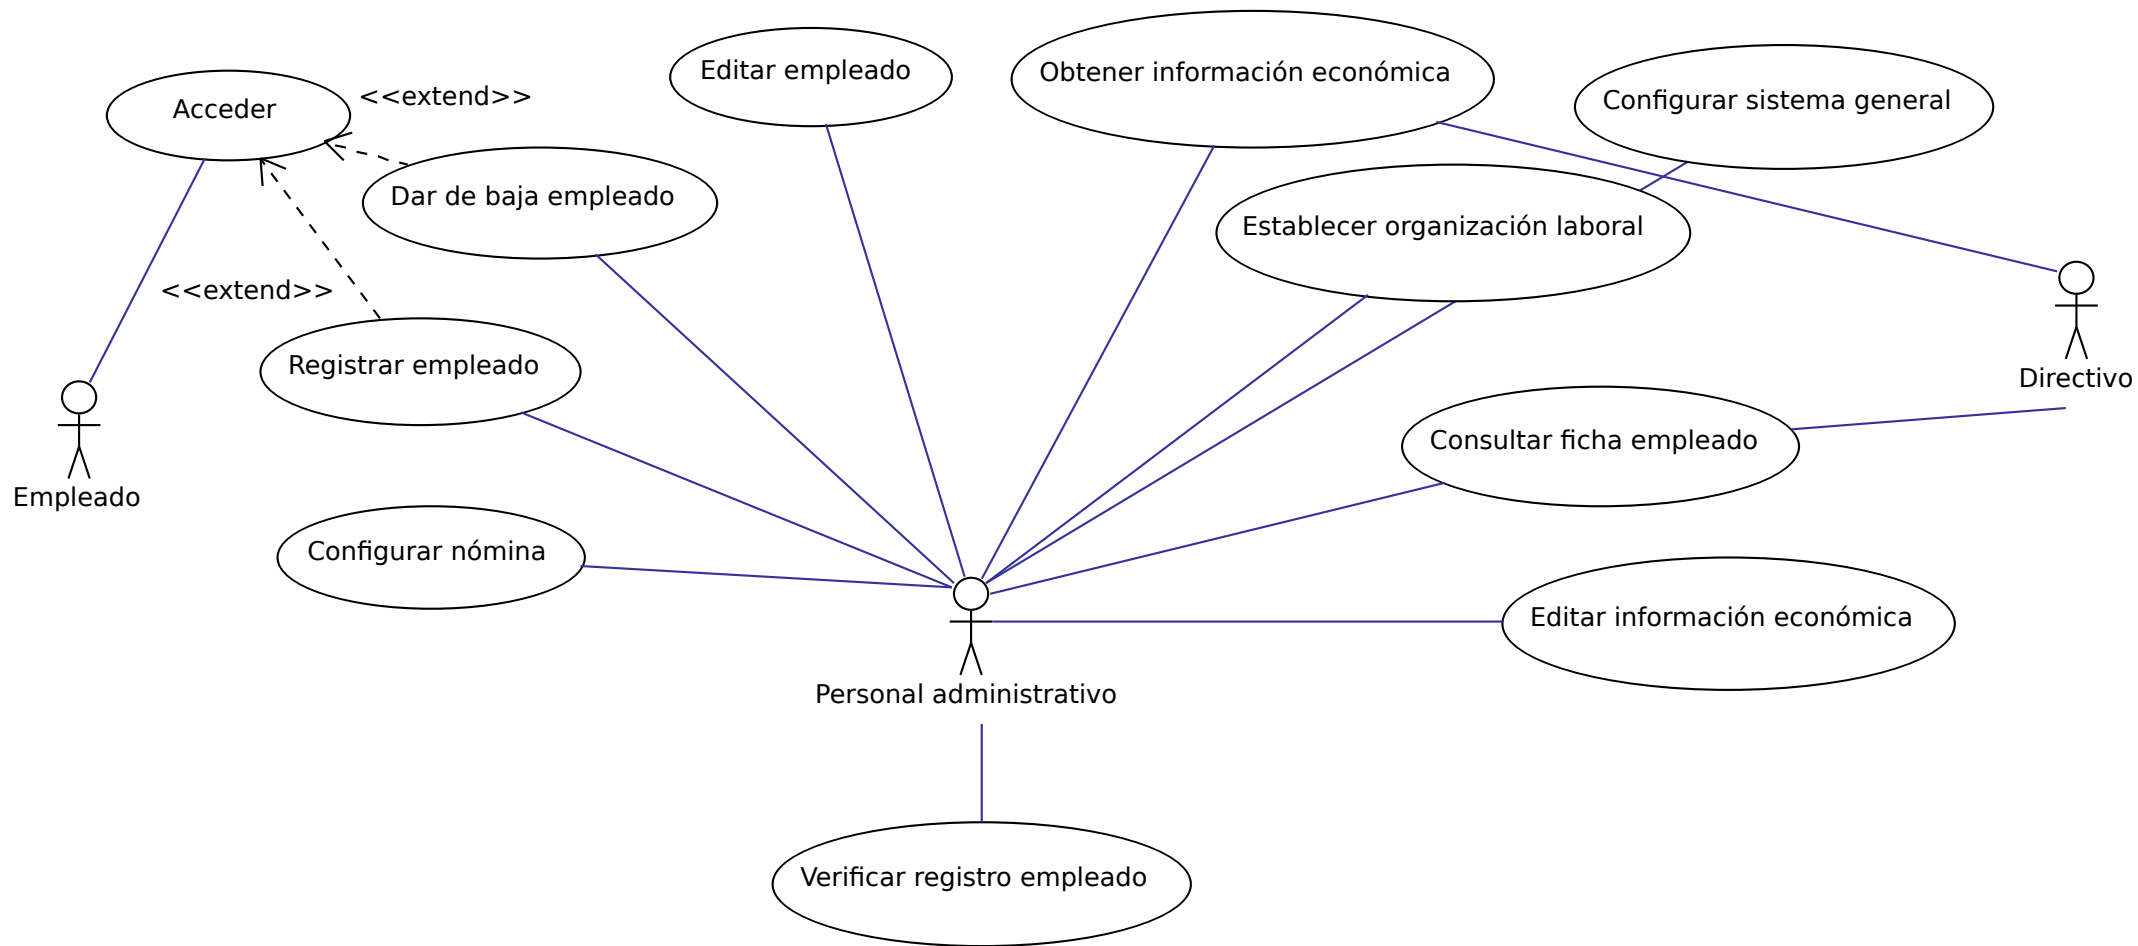 Editar empleado
Obtener información económica
Acceder
<<extend>>
Configurar sistema general
Dar de baja empleado
Establecer organización laboral
<<extend>>
Registrar empleado
Directivo
Consultar ficha empleado
Empleado
Configurar nómina
Editar información económica
Personal administrativo
Verificar registro empleado